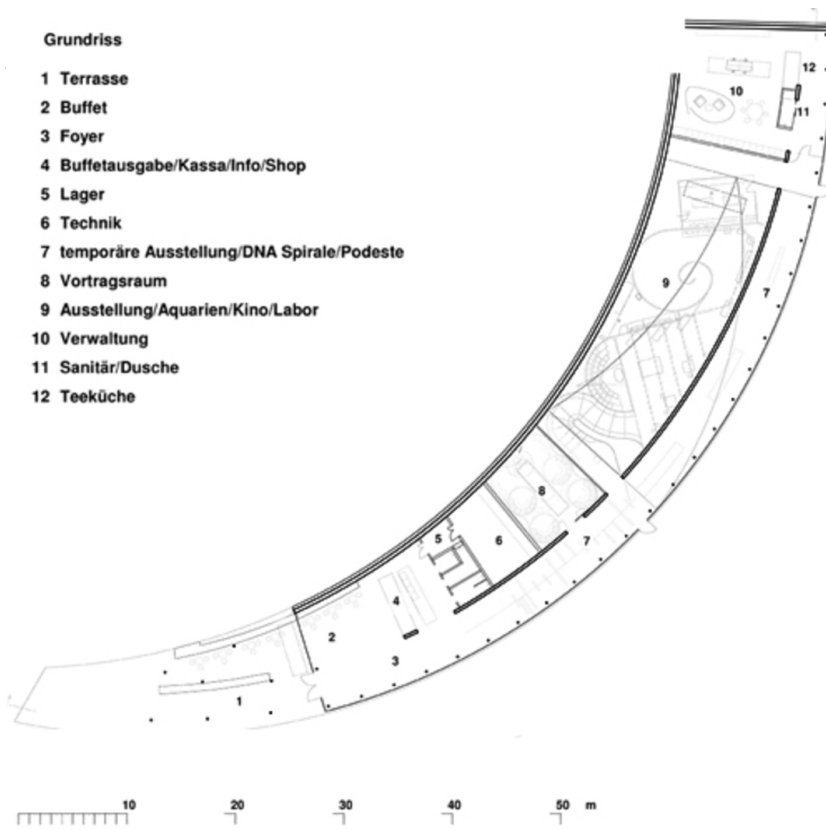 Grundriss
1 Terrasse
2 Buffet
3 Foyer
4 Buffetausgabe/Kassa/Info/Shop
5 Lager
6 Technik
7 temporäre Ausstellung/DNA Spirale/Podeste
8 Vortragsraum
9 Ausstellung/Aquarien/Kino/Labor
10 Verwaltung
11 Sanitär/Dusche
12 Teeküche
12
10
11
9
7
8
5
6
7
4
2
3
1
10 20 30 40 50 m